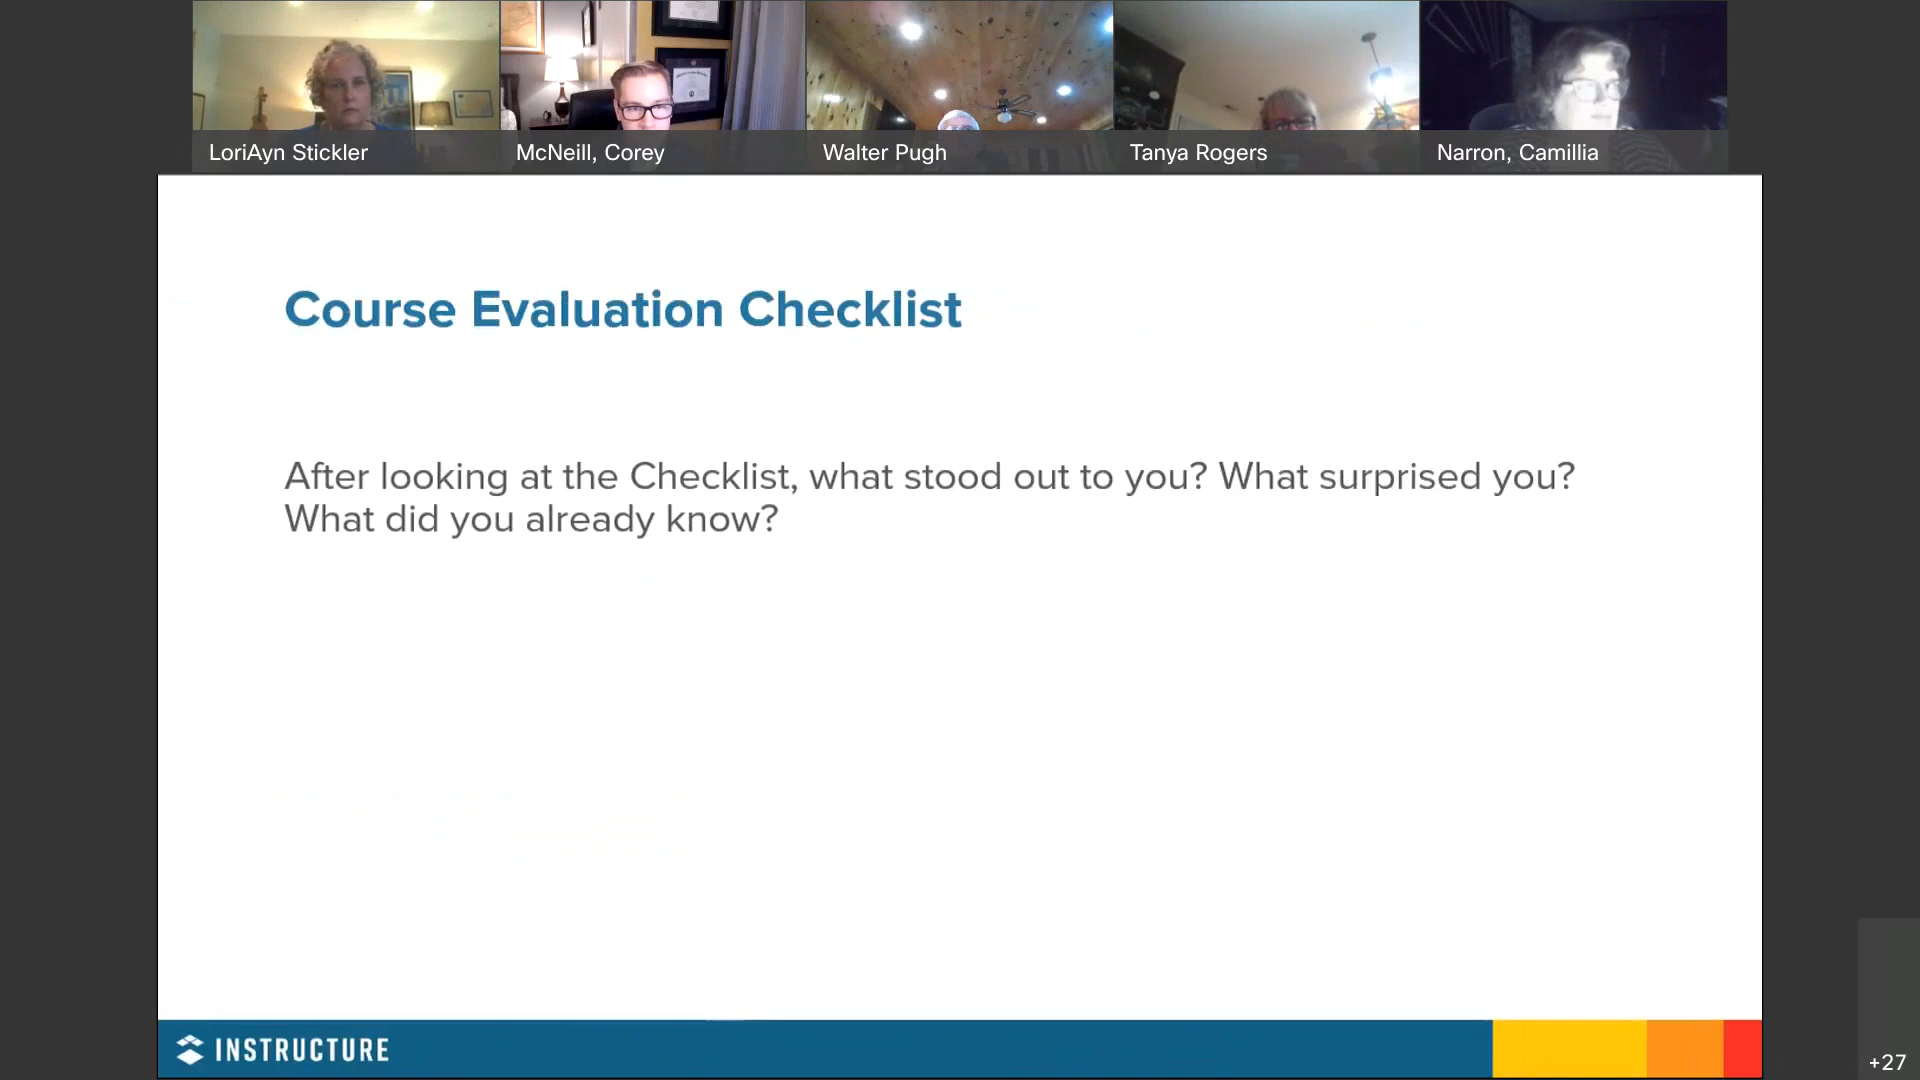 LoriAyn Stickler
McNeill, Corey
Walter Pugh
Tanya Rogers
Narron, Camillia
Course Evaluation Checklist
After looking at the Checklist, what stood out to you? What surprised you?
What did you already know?
INSTRUCTURE
+27